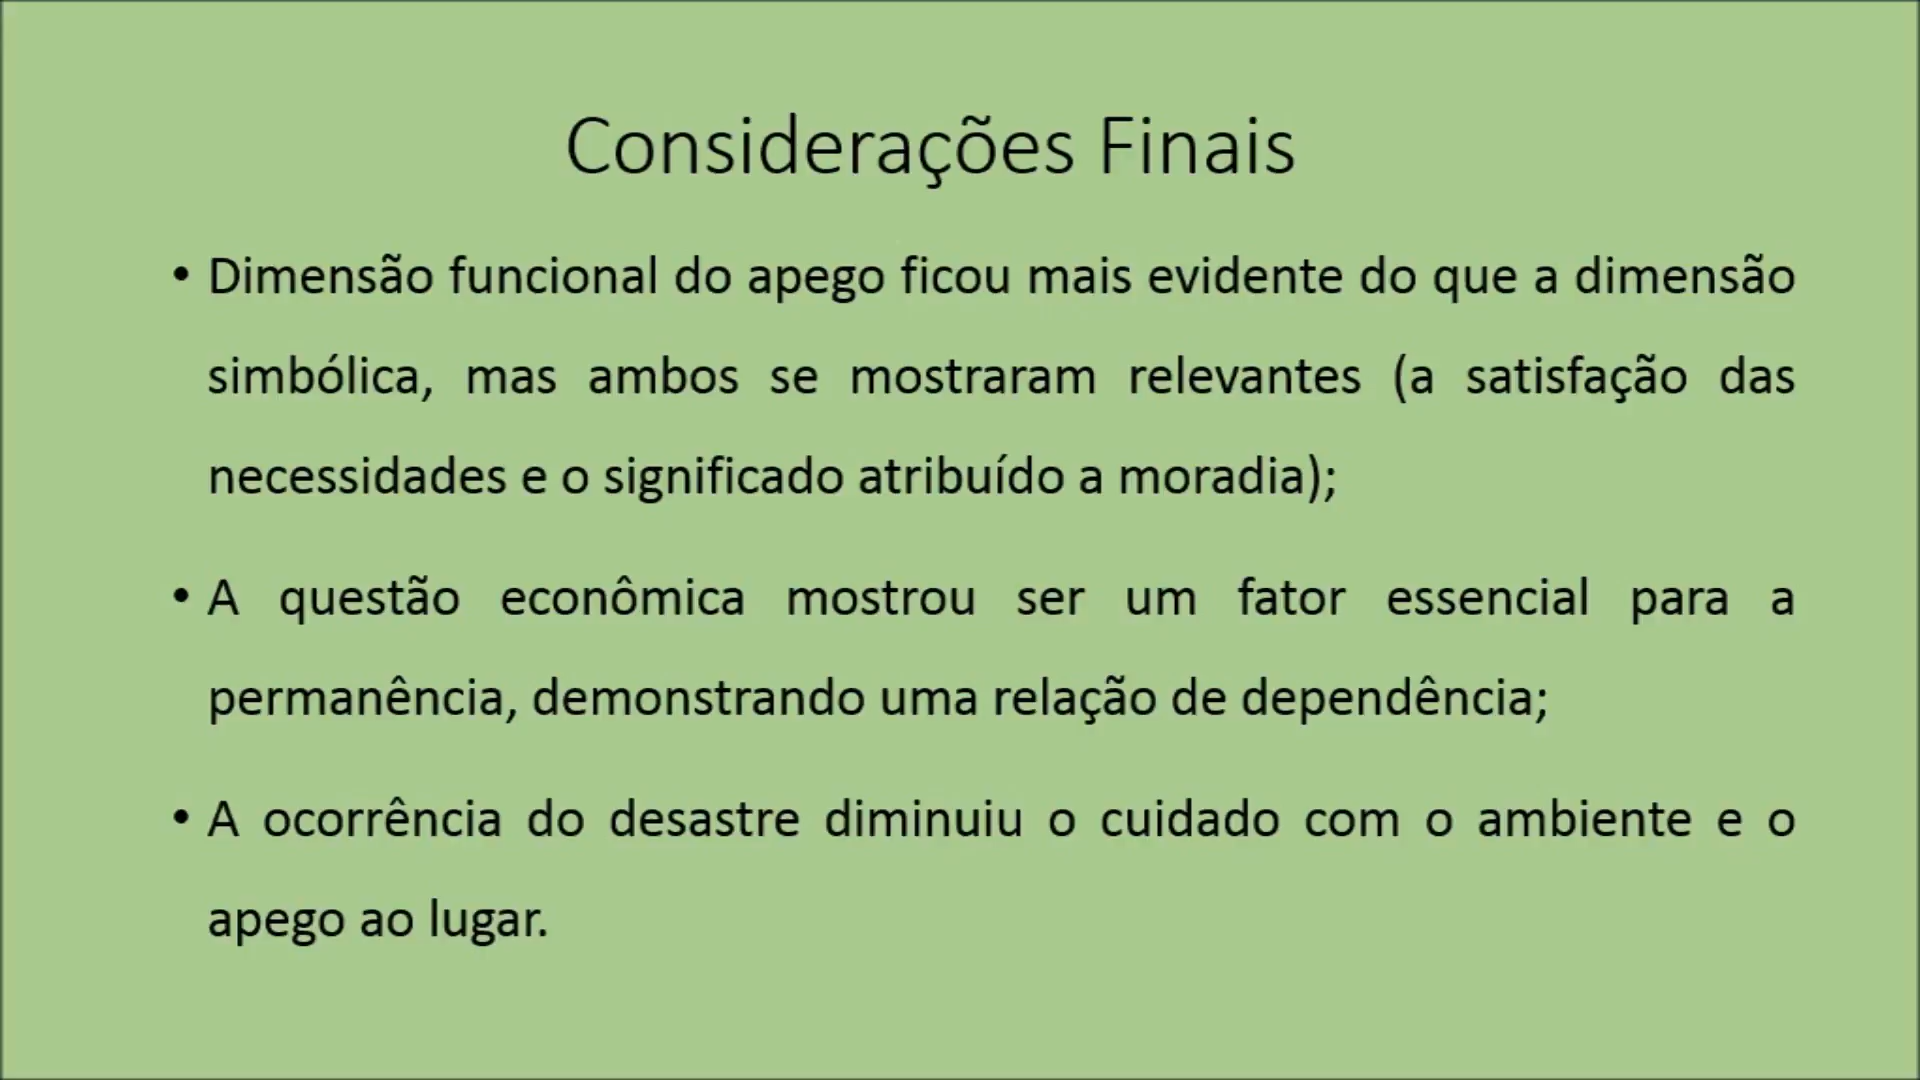 Considerações Finais
• Dimensão funcional do apego ficou mais evidente do que a dimensão
simbólica, mas ambos se mostraram relevantes (a satisfação das
necessidades e o significado atribuído a moradia);
• A questão econômica mostrou ser um fator essencial para a
permanência, demonstrando uma relação de dependência;
• A ocorrência do desastre diminuiu o cuidado com o ambiente e o
apego ao lugar.